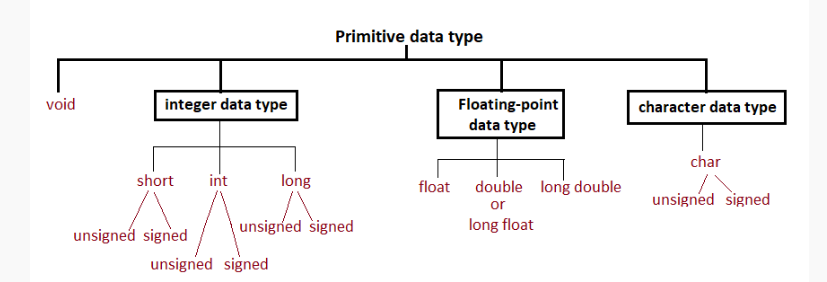 Primitive data type
void
integer data type
Floating-point
data type
character data type
short
int
long
float
double
or
long float
long double
char
unsigned signed
unsigned signed
unsigned signed
unsigned signed